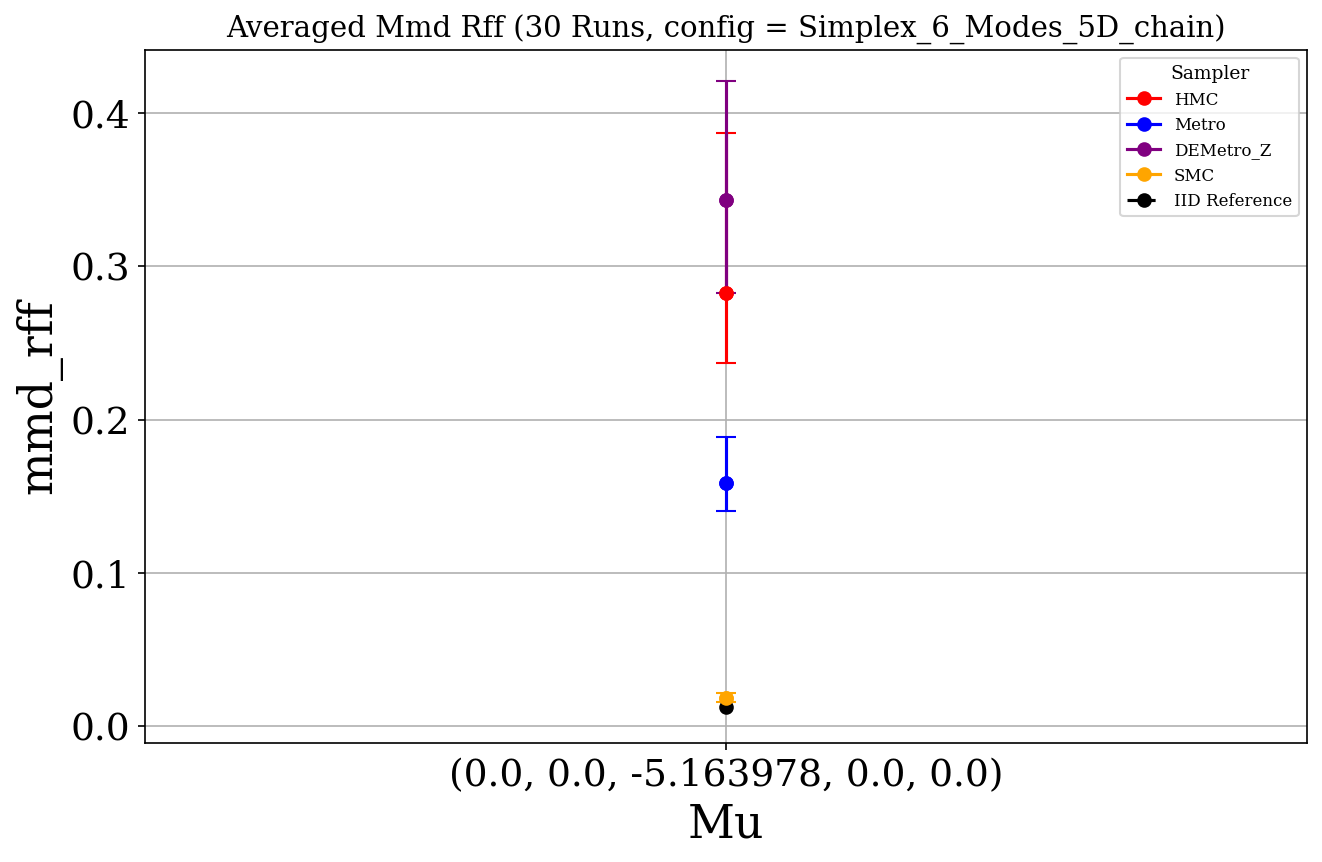 Averaged Mmd Rff (30 Runs, config = Simplex_6_Modes_5D_chain)
Sampler
HMC
Metro
DEMetro_Z
SMC
IID Reference
mmd_rff
0.4
0.3
0.2
0.1
0.0
(0.0, 0.0, -5.163978, 0.0, 0.0)
Mu